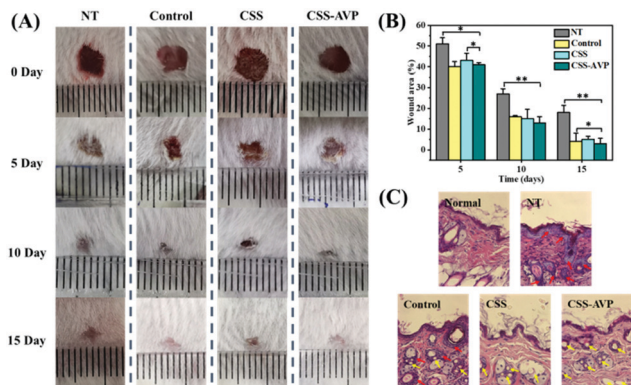 (A)
NT
Control
CSS
CSS-AVP
0 Day
5 Day
10 Day
15 Day
(B)
Wound area (%)
60
50
40
30
20
10
0
5
10
15
Time (days)
NT
Control
CSS
CSS-AVP
*
*
**
**
*
(C)
Normal
NT
Control
CSS
CSS-AVP